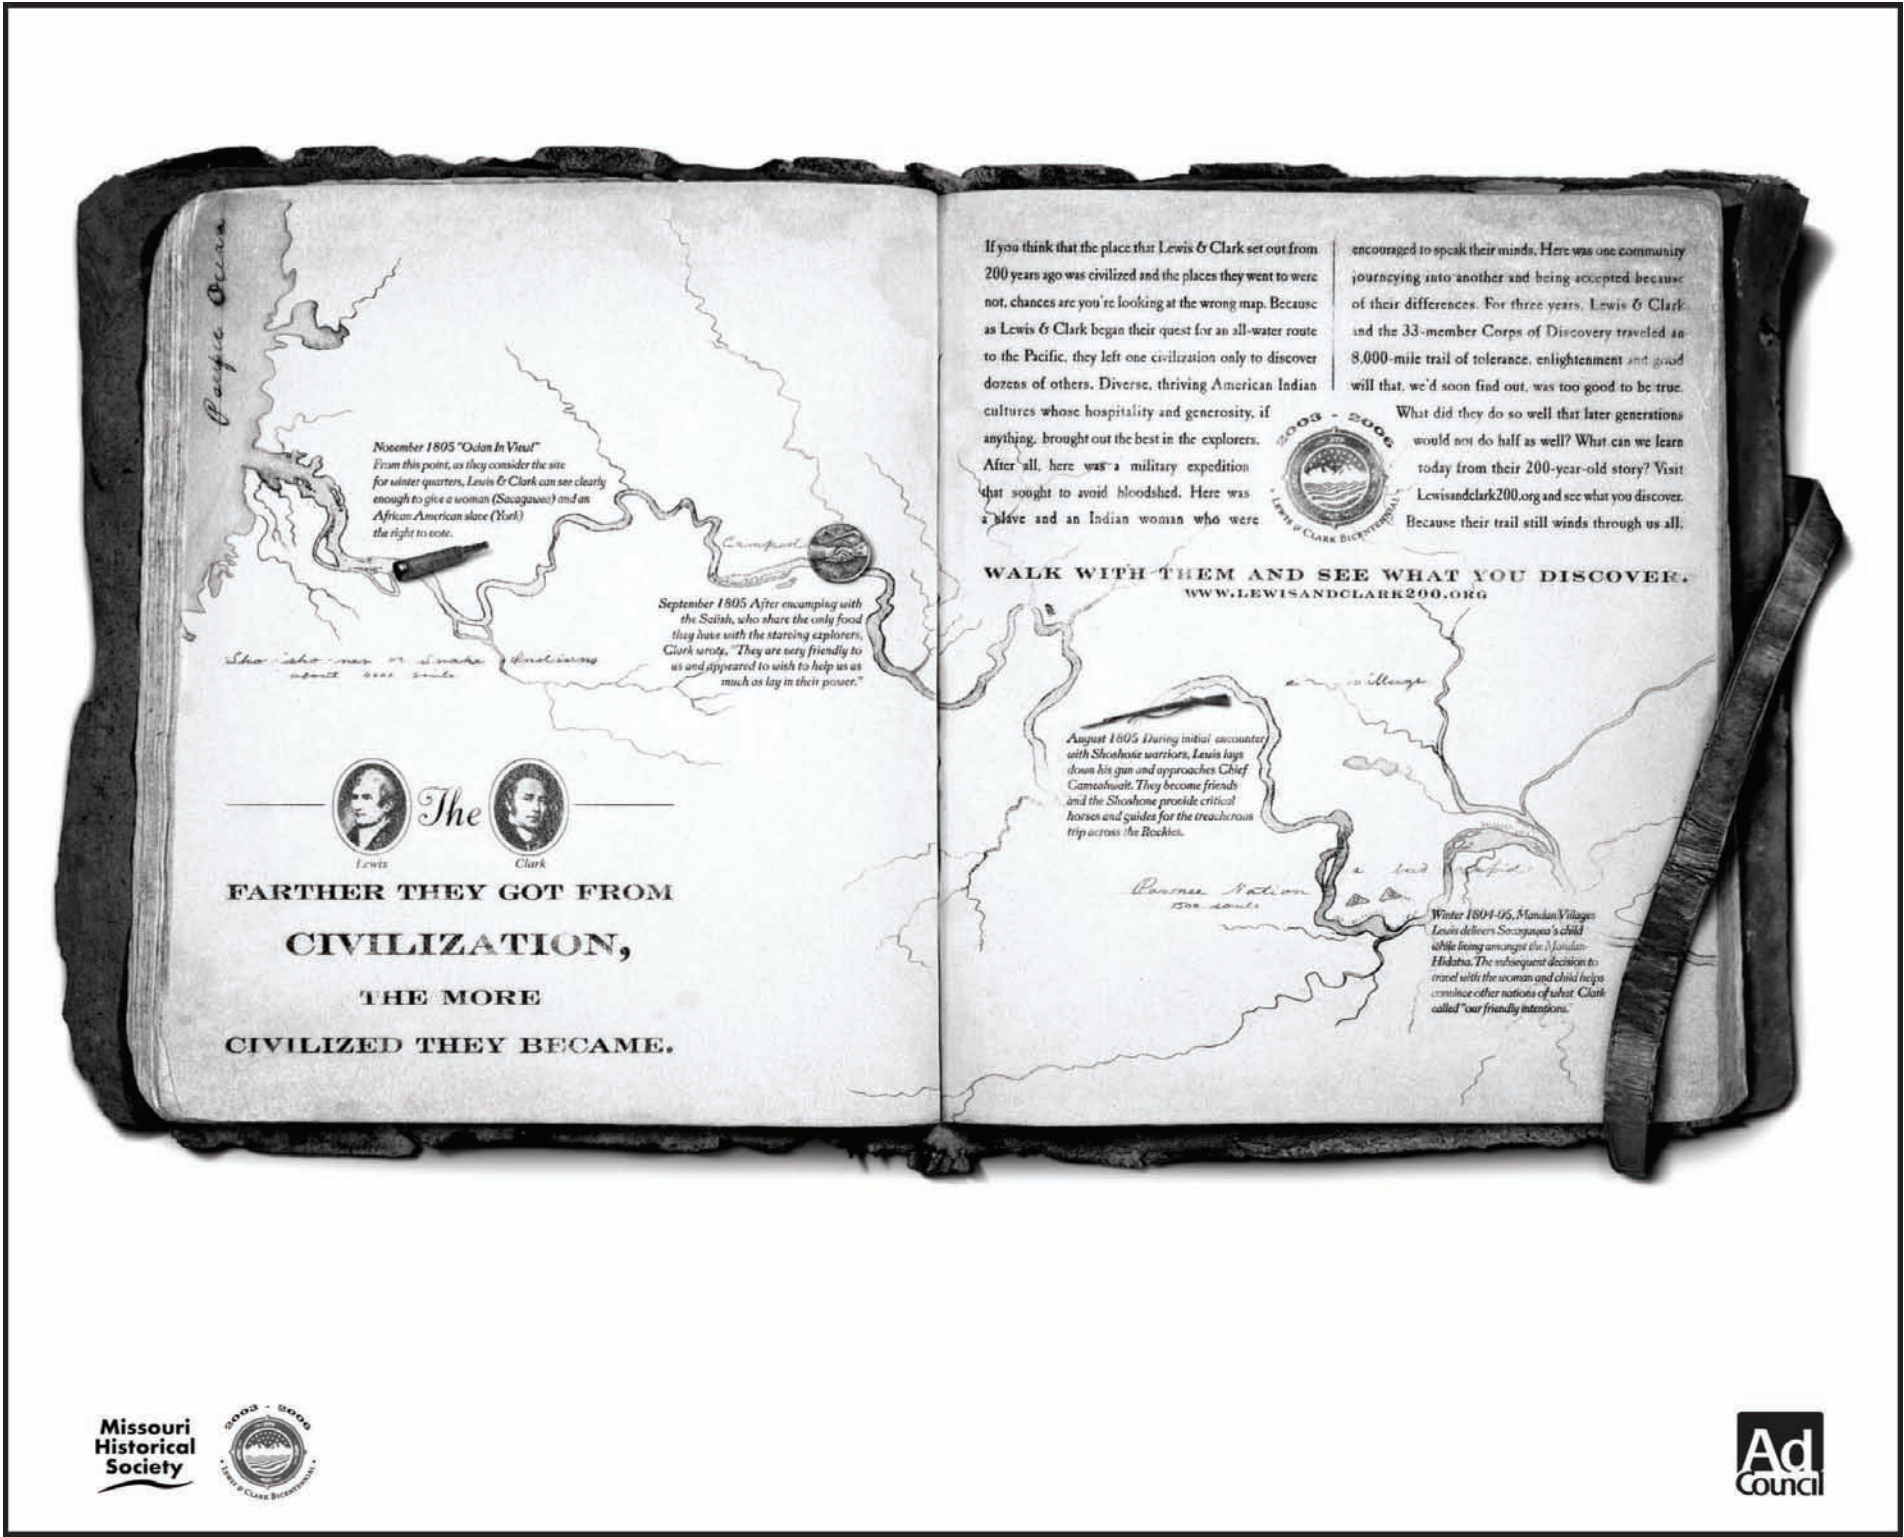 Pacific Ocean
November 1805 "Ocian In View!"
From this point, as they consider the site
for winter quarters, Lewis & Clark can see clearly
enough to give a woman (Sacagawea) and an
African American slave (York)
the right to vote.
Camped
September 1805 After encamping with
the Salish, who share the only food
they have with the starving explorers,
Clark wrote, "They are very friendly to
us and appeared to wish to help us as
much as lay in their power."
Sho-sho-nes or Snake Indians
about souls
The
Lewis Clark
FARTHER THEY GOT FROM
CIVILIZATION,
THE MORE
CIVILIZED THEY BECAME.
If you think that the place that Lewis & Clark set out from
200 years ago was civilized and the places they went to were
not, chances are you're looking at the wrong map. Because
as Lewis & Clark began their quest for an all-water route
to the Pacific, they left one civilization only to discover
dozens of others. Diverse, thriving American Indian
cultures whose hospitality and generosity, if
anything, brought out the best in the explorers.
After all, here was a military expedition
that sought to avoid bloodshed. Here was
a slave and an Indian woman who were
encouraged to speak their minds. Here was one community
journeying into another and being accepted because
of their differences. For three years, Lewis & Clark
and the 33-member Corps of Discovery traveled an
8,000-mile trail of tolerance, enlightenment and good
will that, we'd soon find out, was too good to be true.
What did they do so well that later generations
would not do half as well? What can we learn
today from their 200-year-old story? Visit
Lewisandclark200.org and see what you discover.
Because their trail still winds through us all.
2003 - 2006
LEWIS & CLARK BICENTENNIAL
WALK WITH THEM AND SEE WHAT YOU DISCOVER.
WWW.LEWISANDCLARK200.ORG
a village
August 1805 During initial encounter
with Shoshone warriors, Lewis lays
down his gun and approaches Chief
Cameahwait. They become friends
and the Shoshone provide critical
horses and guides for the treacherous
trip across the Rockies.
Pawnee Nation
1500 souls
a bad rapid
Winter 1804-05, Mandan Villages
Lewis delivers Sacagawea's child
while living amongst the Mandan-
Hidatsa. The subsequent decision to
travel with the woman and child helps
convince other nations of what Clark
called "our friendly intentions."
Missouri
Historical
Society
2003 - 2006
LEWIS & CLARK BICENTENNIAL
Ad
Council